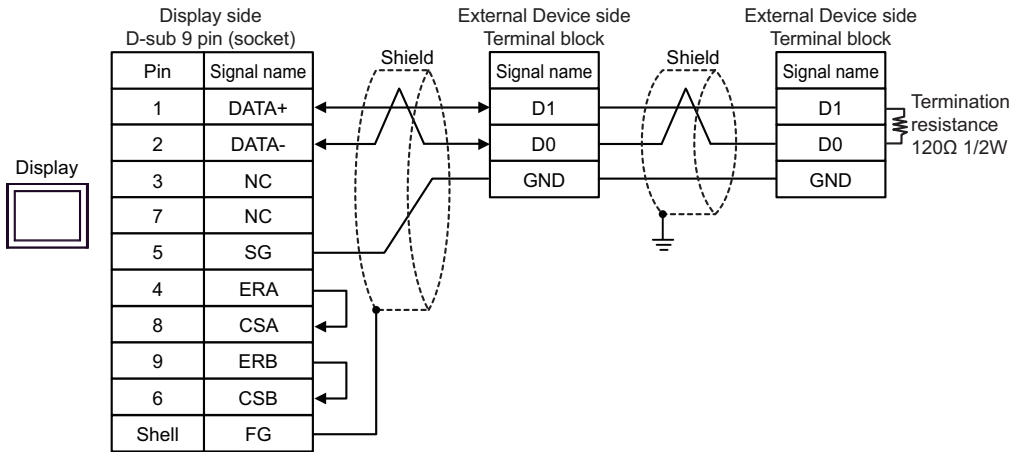 Display side
D-sub 9 pin (socket)
External Device side
Terminal block
External Device side
Terminal block
Shield
Shield
Pin Signal name
1 DATA+
2 DATA-
3 NC
7 NC
5 SG
4 ERA
8 CSA
9 ERB
6 CSB
Shell FG
Signal name
D1
D0
GND
Signal name
D1
D0
GND
Termination
resistance
120Ω 1/2W
Display